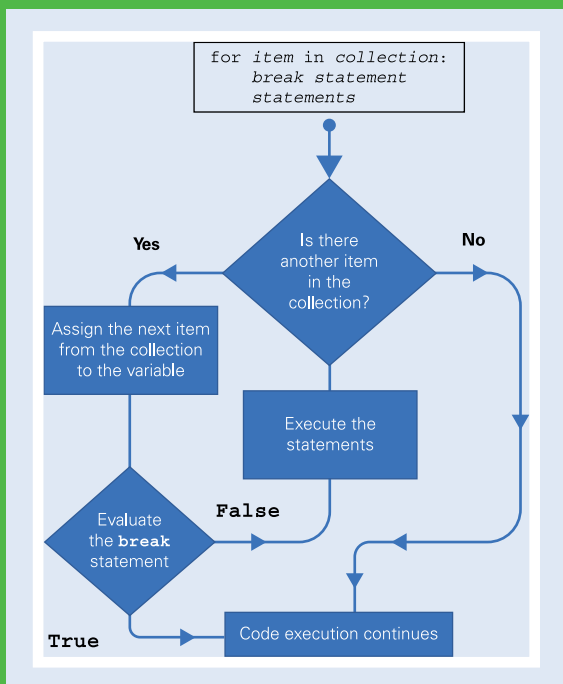 for item in collection:
break statement
statements
Yes
Is there
another item
in the
collection?
No
Assign the next item
from the collection
to the variable
Execute the
statements
False
Evaluate
the break
statement
True
Code execution continues